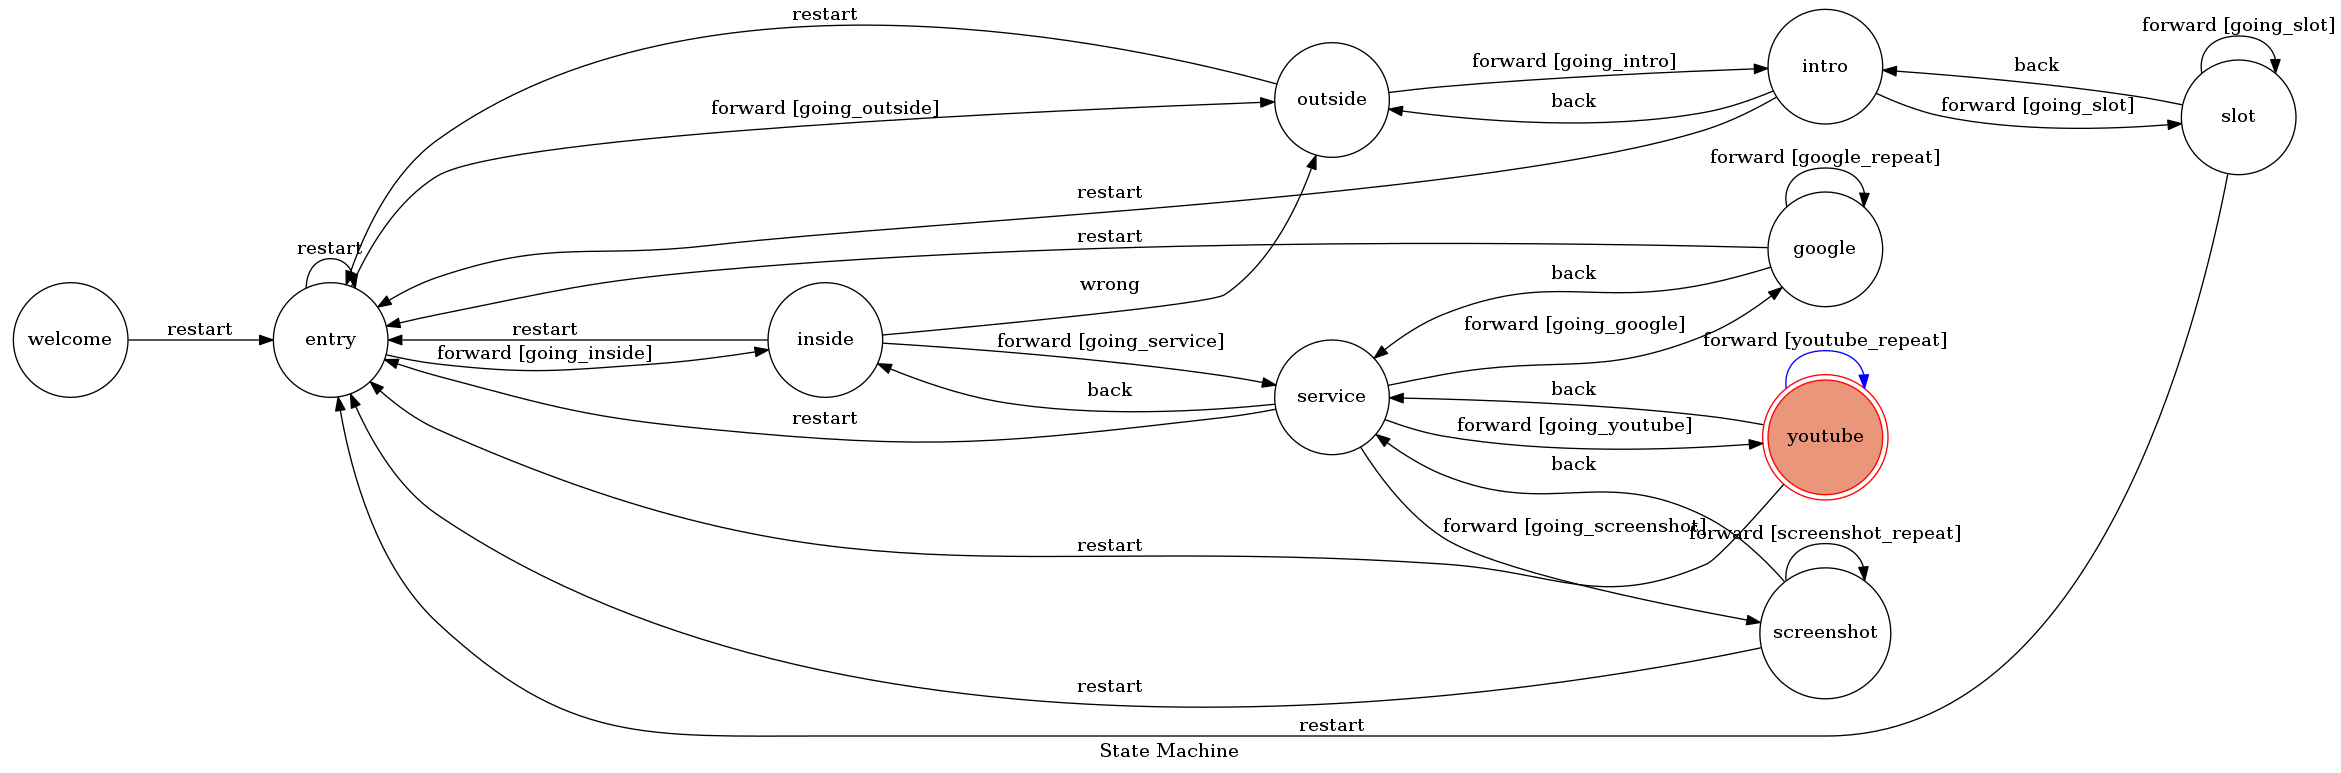 restart
forward [going_slot]
forward [going_intro]
back
intro
outside
back
forward [going_outside]
forward [going_slot]
slot
forward [google_repeat]
restart
restart
restart
google
back
wrong
forward [going_google]
welcome
restart
entry
restart
forward [going_inside]
inside
forward [going_service]
forward [youtube_repeat]
back
service
back
restart
forward [going_youtube]
youtube
back
forward [going_screenshot]
forward [screenshot_repeat]
restart
screenshot
restart
restart
State Machine